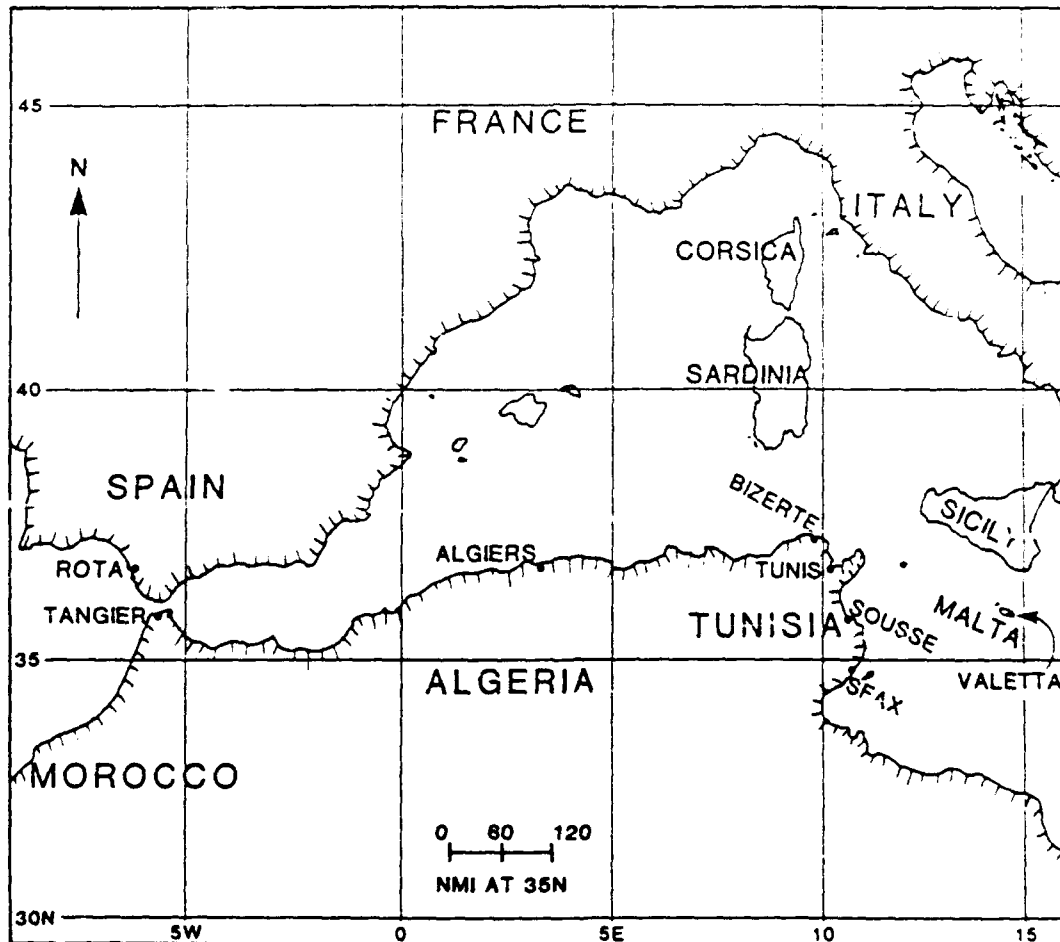 45
FRANCE
N
ITALY
CORSICA
40
SARDINIA
SPAIN
BIZERTE
SICILY
ROTA
ALGIERS
TUNIS
TANGIER
TUNISIA
SOUSSE
MALTA
35
ALGERIA
SFAX
VALETTA
MOROCCO
0 60 120
NMI AT 35N
30N
5W 0 5E 10 15